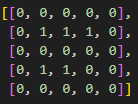 [[0, 0, 0, 0, 0],
[0, 1, 1, 1, 0],
[0, 0, 0, 0, 0],
[0, 1, 1, 0, 0],
[0, 0, 0, 0, 0]]